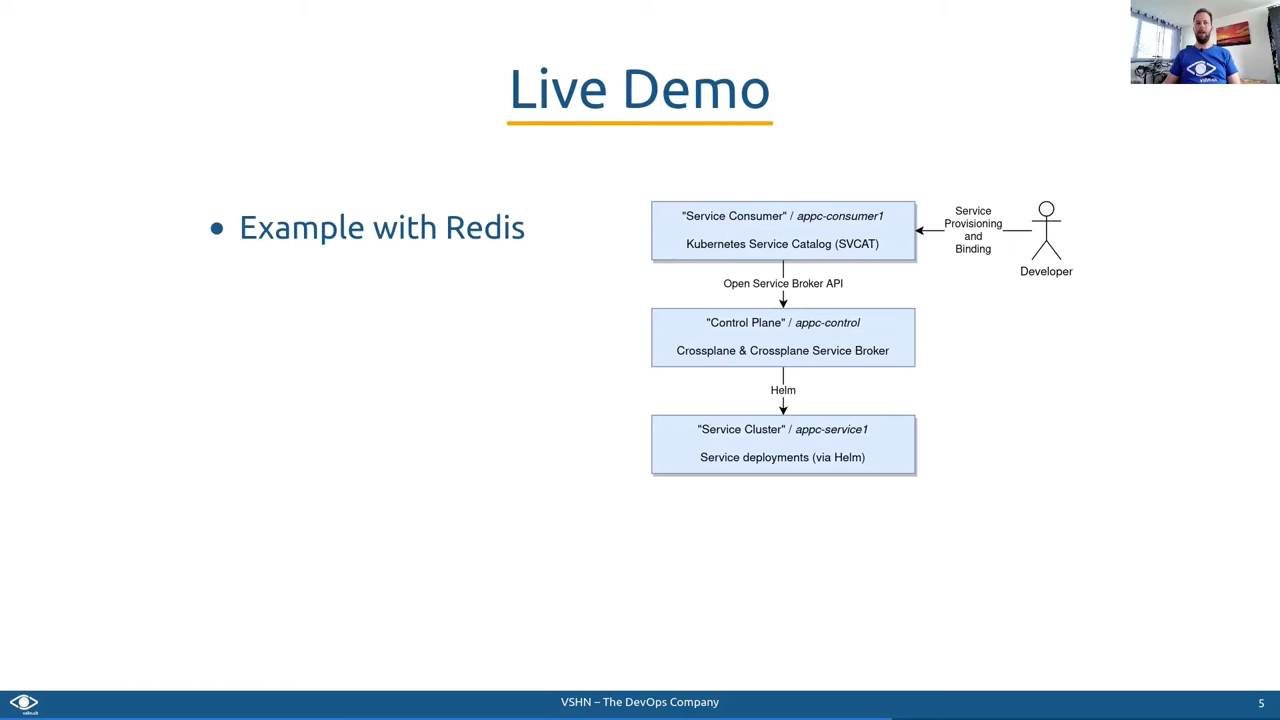 Live Demo
● Example with Redis
"Service Consumer" / appc-consumer1
Kubernetes Service Catalog (SVCAT)
Service
Provisioning
and
Binding
Developer
Open Service Broker API
"Control Plane" / appc-control
Crossplane & Crossplane Service Broker
Helm
"Service Cluster" / appc-service1
Service deployments (via Helm)
vshn.ch
VSHN – The DevOps Company
5